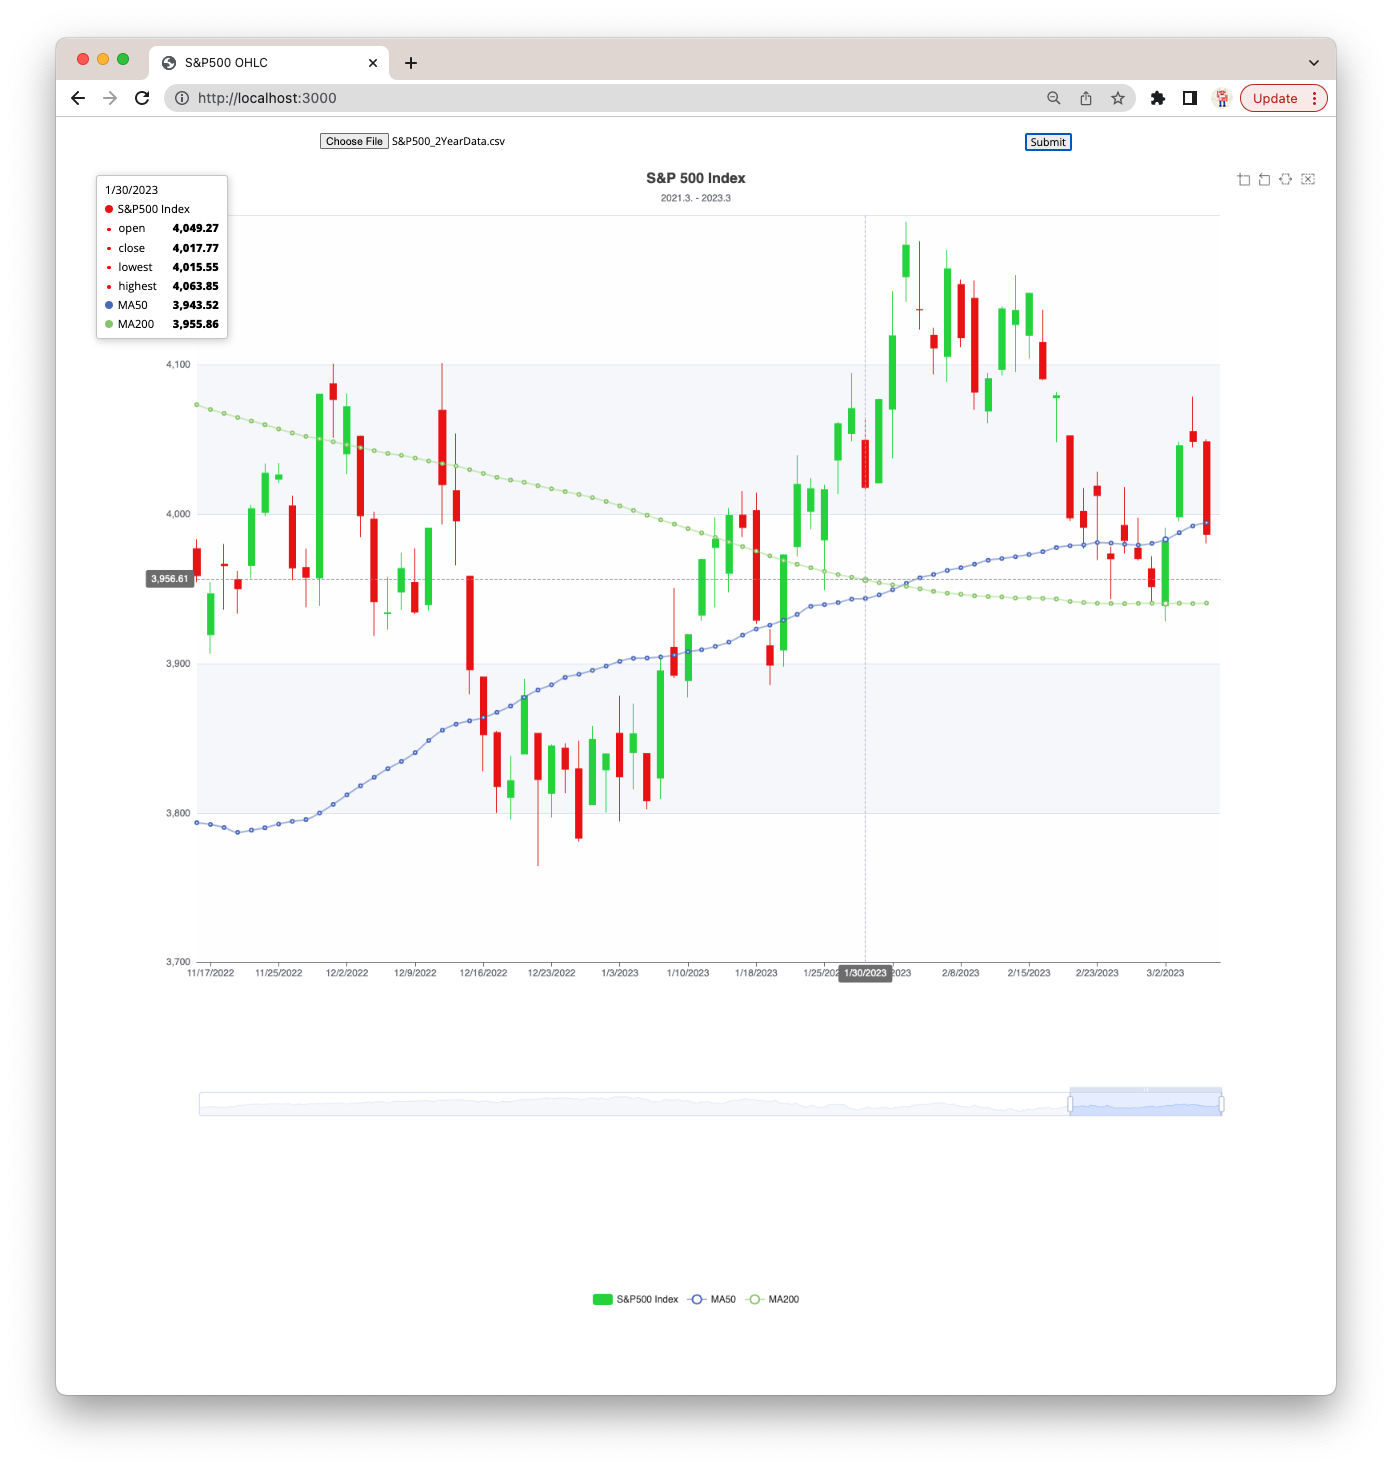 S&P500 OHLC
http://localhost:3000
Update
Choose File S&P500_2YearData.csv
Submit
S&P 500 Index
2021.3. - 2023.3
1/30/2023
S&P500 Index
open 4,049.27
close 4,017.77
lowest 4,015.55
highest 4,063.85
MA50 3,943.52
MA200 3,955.86
4,100
4,000
3,956.61
3,900
3,800
3,700
11/17/2022 11/25/2022 12/2/2022 12/9/2022 12/16/2022 12/23/2022 1/3/2023 1/10/2023 1/18/2023 1/25/202 1/30/2023 2023 2/8/2023 2/15/2023 2/23/2023 3/2/2023
S&P500 Index MA50 MA200